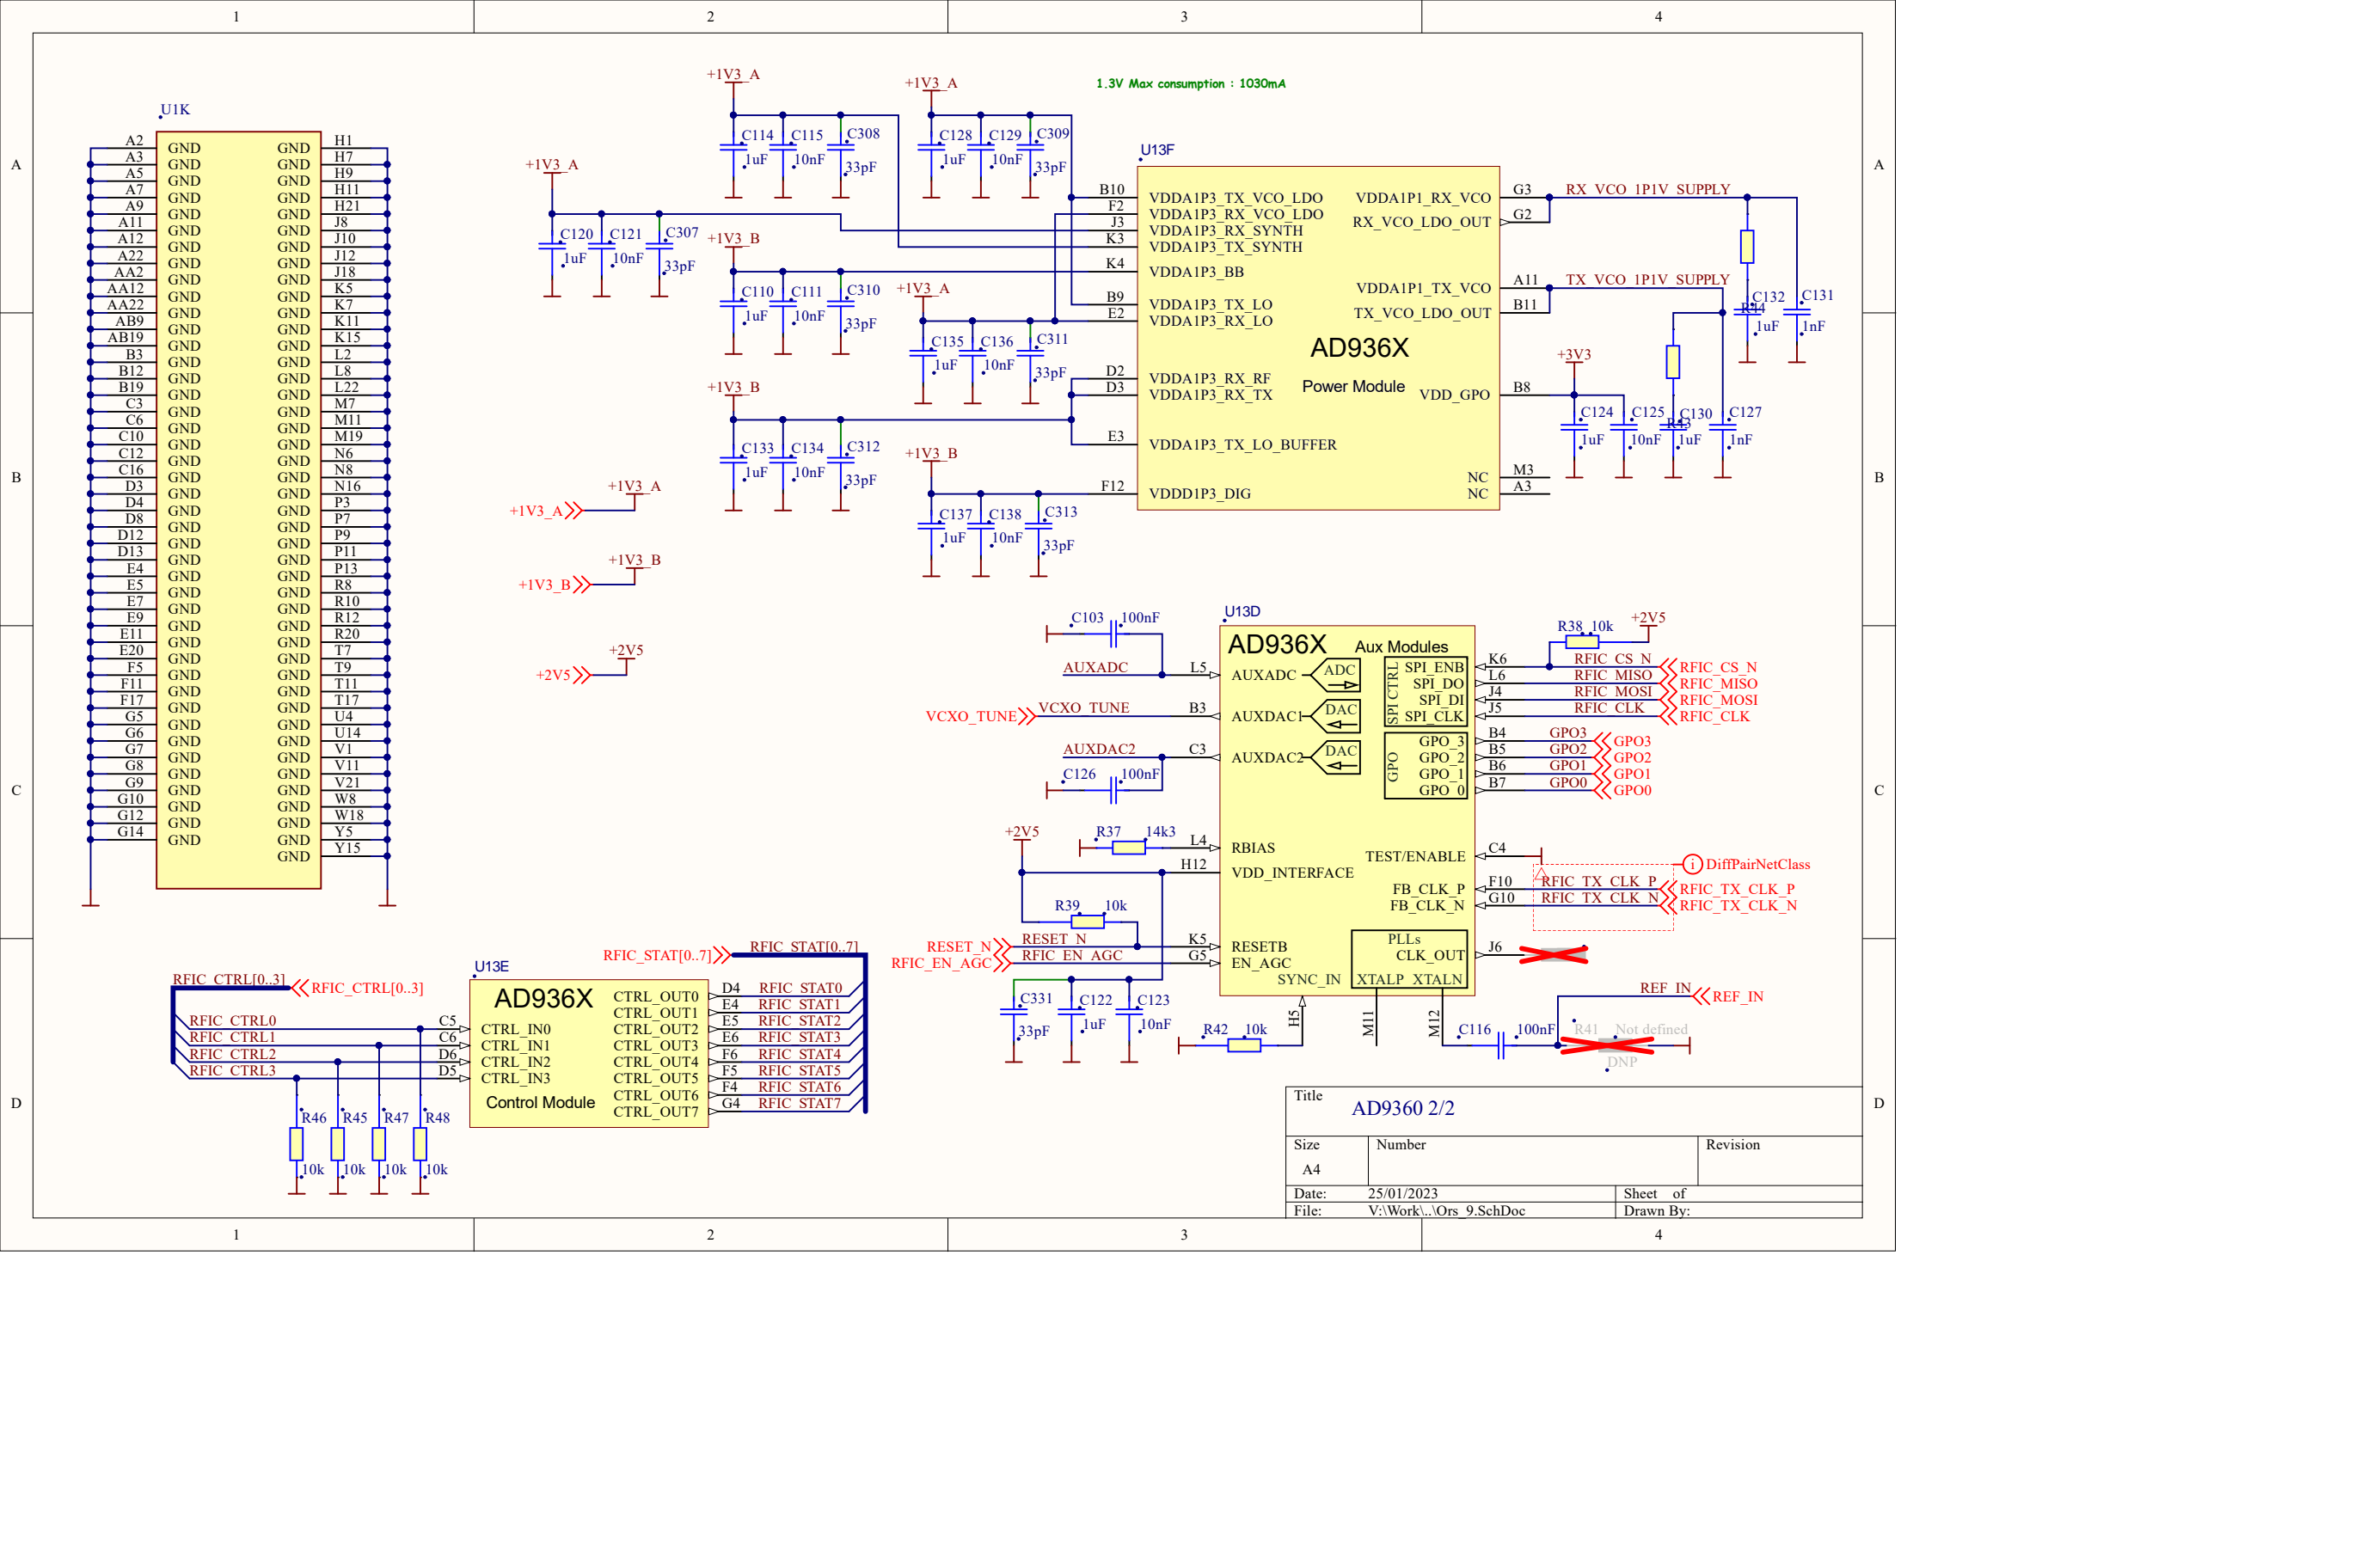 1 2 3 4
A
B
C
D
A
B
C
D
1 2 3 4
U1K
A2 GND GND H1
A3 GND GND H7
A5 GND GND H9
A7 GND GND H11
A9 GND GND H21
A11 GND GND J8
A12 GND GND J10
A22 GND GND J12
AA2 GND GND J18
AA12 GND GND K5
AA22 GND GND K7
AB9 GND GND K11
AB19 GND GND K15
B3 GND GND L2
B12 GND GND L8
B19 GND GND L22
C3 GND GND M7
C6 GND GND M11
C10 GND GND M19
C12 GND GND N6
C16 GND GND N8
D3 GND GND N16
D4 GND GND P3
D8 GND GND P7
D12 GND GND P9
D13 GND GND P11
E4 GND GND P13
E5 GND GND R8
E7 GND GND R10
E9 GND GND R12
E11 GND GND R20
E20 GND GND T7
F5 GND GND T9
F11 GND GND T11
F17 GND GND T17
G5 GND GND U4
G6 GND GND U14
G7 GND GND V1
G8 GND GND V11
G9 GND GND V21
G10 GND GND W8
G12 GND GND W18
G14 GND GND Y5
GND Y15
+1V3_A
C114 C115 C308
1uF 10nF 33pF
+1V3_A
C128 C129 C309
1uF 10nF 33pF
1.3V Max consumption : 1030mA
+1V3_A
C120 C121 C307
1uF 10nF 33pF
+1V3_B
C110 C111 C310
1uF 10nF 33pF
+1V3_A
C135 C136 C311
1uF 10nF 33pF
+1V3_B
C133 C134 C312
1uF 10nF 33pF
+1V3_B
C137 C138 C313
1uF 10nF 33pF
+1V3_A +1V3_A
+1V3_B +1V3_B
+2V5 +2V5
U13F
B10 VDDA1P3_TX_VCO_LDO
F2 VDDA1P3_RX_VCO_LDO
J3 VDDA1P3_RX_SYNTH
K3 VDDA1P3_TX_SYNTH
K4 VDDA1P3_BB
B9 VDDA1P3_TX_LO
E2 VDDA1P3_RX_LO
D2 VDDA1P3_RX_RF
D3 VDDA1P3_RX_TX
E3 VDDA1P3_TX_LO_BUFFER
F12 VDDD1P3_DIG
AD936X
Power Module
VDDA1P1_RX_VCO G3 RX_VCO_1P1V_SUPPLY
RX_VCO_LDO_OUT G2
VDDA1P1_TX_VCO A11 TX_VCO_1P1V_SUPPLY
TX_VCO_LDO_OUT B11
VDD_GPO B8
NC M3
NC A3
R44
C132 C131
1uF 1nF
+3V3
R43
C124 C125 C130 C127
1uF 10nF 1uF 1nF
U13D
AD936X Aux Modules
C103 100nF
AUXADC L5 AUXADC ADC
VCXO_TUNE VCXO_TUNE B3 AUXDAC1 DAC
AUXDAC2 C3 AUXDAC2 DAC
C126 100nF
+2V5
R37 14k3 L4 RBIAS
H12 VDD_INTERFACE
R39 10k
RESET_N RESET_N K5 RESETB
RFIC_EN_AGC RFIC_EN_AGC G5 EN_AGC
C331 C122 C123
33pF 1uF 10nF
R38 10k +2V5
SPI CTRL
SPI_ENB K6 RFIC_CS_N RFIC_CS_N
SPI_DO L6 RFIC_MISO RFIC_MISO
SPI_DI J4 RFIC_MOSI RFIC_MOSI
SPI_CLK J5 RFIC_CLK RFIC_CLK
GPO
GPO_3 B4 GPO3 GPO3
GPO_2 B5 GPO2 GPO2
GPO_1 B6 GPO1 GPO1
GPO_0 B7 GPO0 GPO0
TEST/ENABLE C4
i DiffPairNetClass
FB_CLK_P F10 RFIC_TX_CLK_P RFIC_TX_CLK_P
FB_CLK_N G10 RFIC_TX_CLK_N RFIC_TX_CLK_N
PLLs
CLK_OUT J6
SYNC_IN XTALP XTALN
H5 M11 M12
R42 10k
REF_IN REF_IN
C116 100nF R41 Not defined
DNP
RFIC_STAT[0..7] RFIC_STAT[0..7]
RFIC_CTRL[0..3] RFIC_CTRL[0..3]
U13E
AD936X
Control Module
RFIC_CTRL0 C5 CTRL_IN0
RFIC_CTRL1 C6 CTRL_IN1
RFIC_CTRL2 D6 CTRL_IN2
RFIC_CTRL3 D5 CTRL_IN3
CTRL_OUT0 D4 RFIC_STAT0
CTRL_OUT1 E4 RFIC_STAT1
CTRL_OUT2 E5 RFIC_STAT2
CTRL_OUT3 E6 RFIC_STAT3
CTRL_OUT4 F6 RFIC_STAT4
CTRL_OUT5 F5 RFIC_STAT5
CTRL_OUT6 F4 RFIC_STAT6
CTRL_OUT7 G4 RFIC_STAT7
R46 R45 R47 R48
10k 10k 10k 10k
Title
AD9360 2/2
Size Number Revision
A4
Date: 25/01/2023 Sheet of
File: V:\Work\..\Ors_9.SchDoc Drawn By: